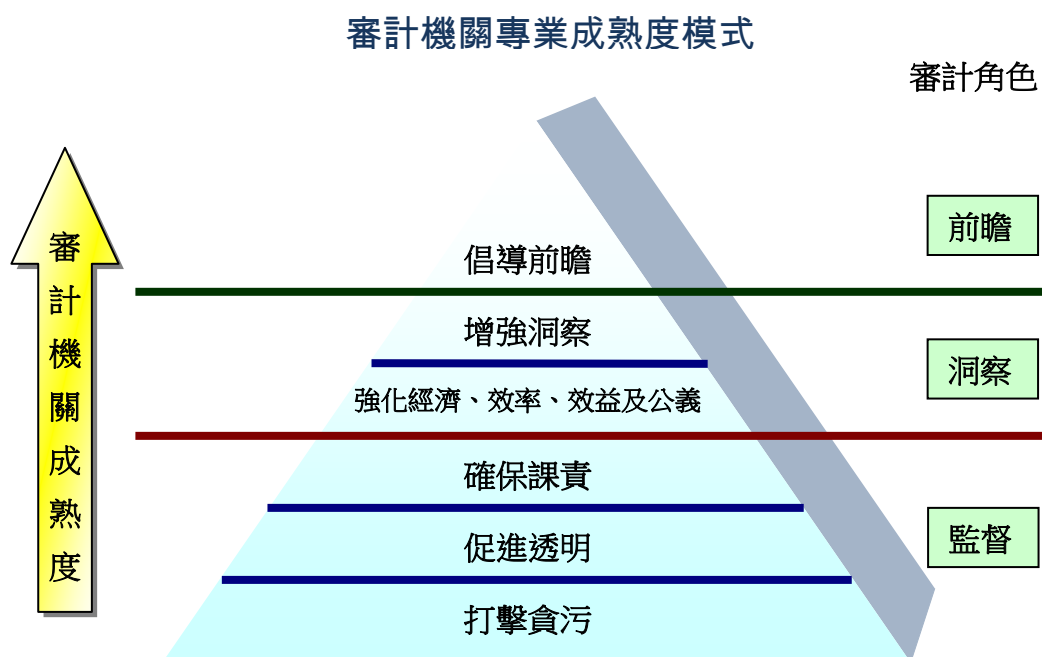 審計機關專業成熟度模式
審計角色
審計機關成熟度
倡導前瞻
前瞻
增強洞察
強化經濟、效率、效益及公義
洞察
確保課責
促進透明
監督
打擊貪污